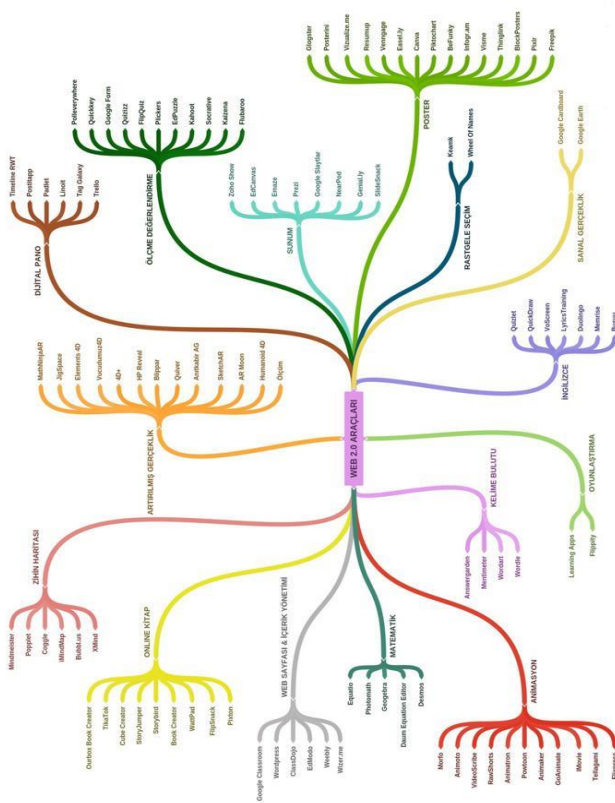 WEB 2.0 ARAÇLARI
ZİHİN HARİTASI
Mindmeister
Popplet
Coggle
iMindMap
Bubbl.us
XMind
ONLINE KİTAP
Ourbox Book Creator
TikaTok
Cube Creator
StoryJumper
Storybird
Book Creator
WattPad
FlipSnack
Piston
WEB SAYFASI & İÇERİK YÖNETİMİ
Google Classroom
Wordpress
ClassDojo
EdModo
Weebly
Wizer.me
MATEMATİK
Equatio
Photomath
Geogebra
Daum Equation Editor
Desmos
ANİMASYON
Morfo
Animoto
VideoScribe
RawShorts
Animatron
Powtoon
Animaker
GoAnimate
iMovie
Tellagami
KELİME BULUTU
Answergarden
Mentimeter
Wordart
Wordle
OYUNLAŞTIRMA
Learning Apps
Flippity
ARTIRILMIŞ GERÇEKLİK
MathNinjaAR
JigSpace
Elements 4D
Vucudumuz4D
4D+
HP Reveal
Blippar
Quiver
Anıtkabir AG
SketchAR
AR Moon
Humanoid 4D
Ölçüm
DİJİTAL PANO
Timeline RWT
PostItapp
Padlet
Linoit
Tag Galaxy
Trello
ÖLÇME DEĞERLENDİRME
Polleverywhere
Quickkey
Google Form
Quizizz
FlipQuiz
Plickers
EdPuzzle
Kahoot
Socrative
Kaizena
Flubaroo
SUNUM
Zoho Show
EdCanvas
Emaze
Prezi
Google Slaytlar
NearPod
Genial.ly
SlideSnack
POSTER
Glogster
Posterini
Vizualize.me
Resumup
Venngage
Easel.ly
Canva
Piktochart
BeFunky
Infogr.am
Visme
Thinglink
BlockPosters
Pixlr
Freepik
RASTGELE SEÇİM
Keamk
Wheel Of Names
SANAL GERÇEKLİK
Google Cardboard
Google Earth
İNGİLİZCE
Quizlet
QuickDraw
VoScreen
LyricsTraining
Duolingo
Memrise